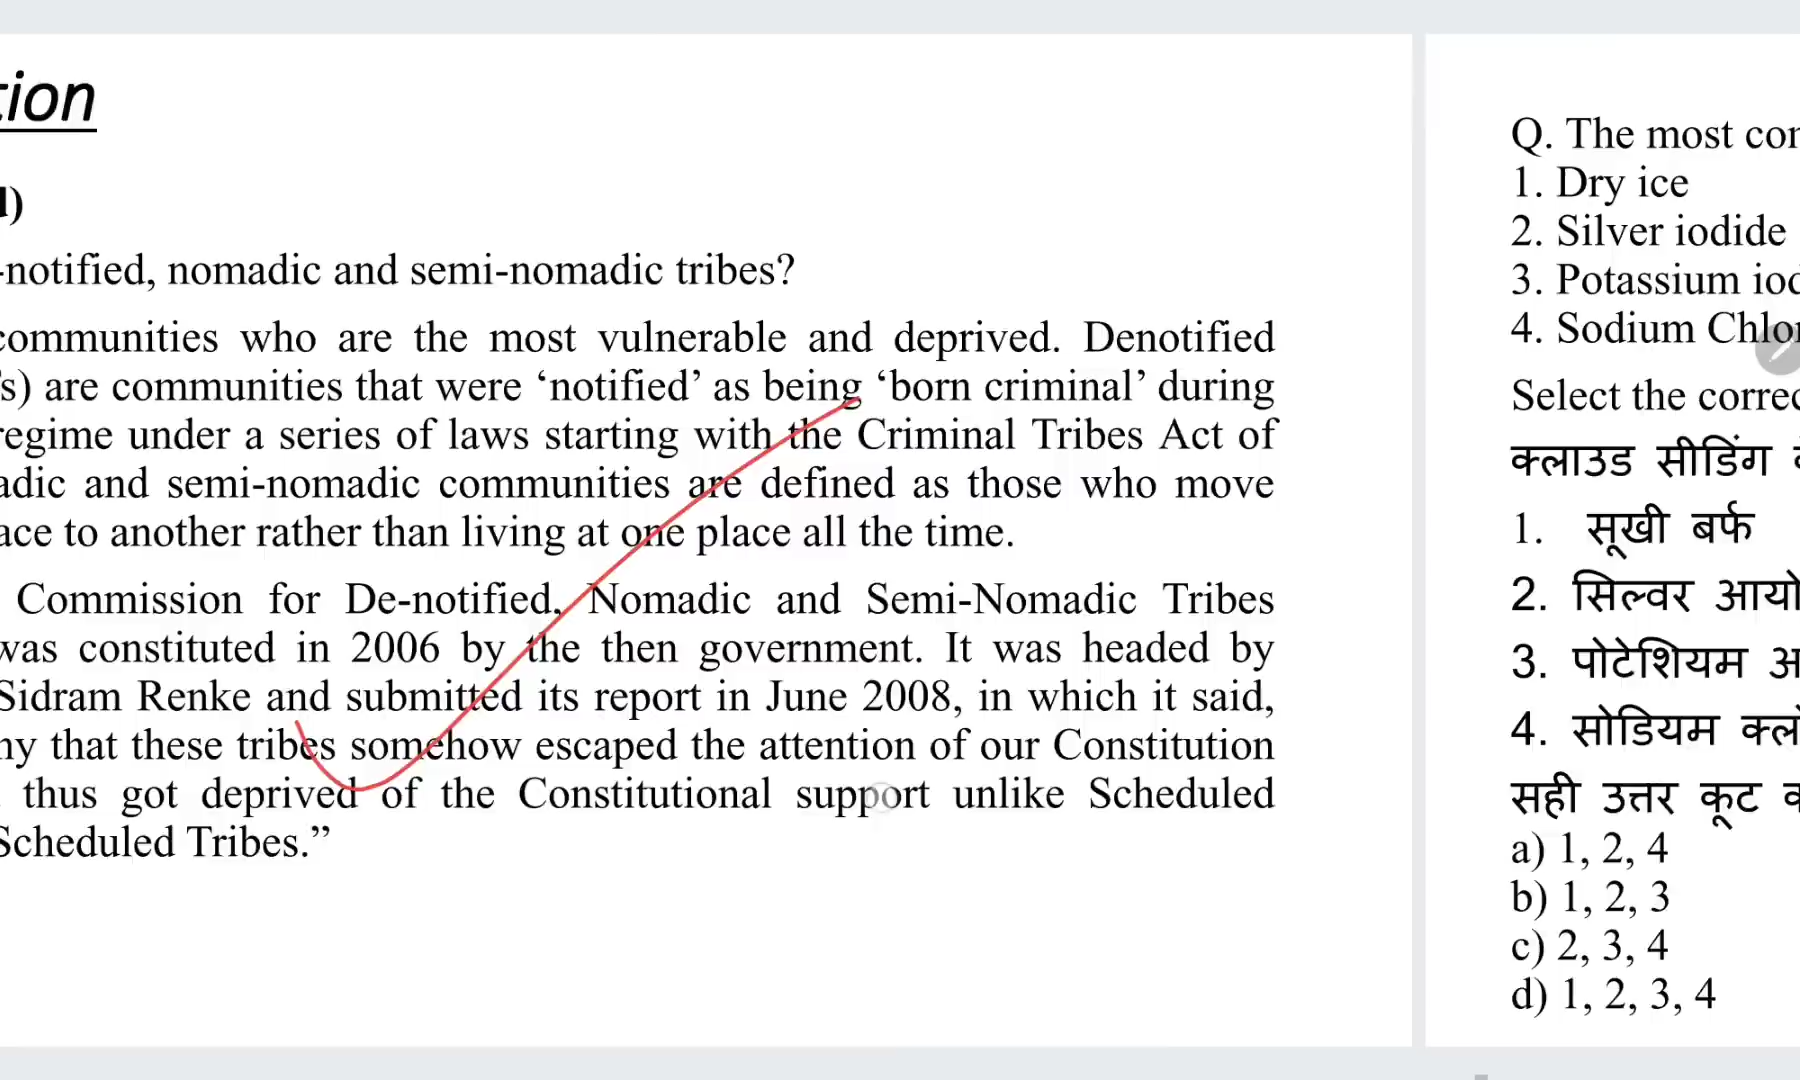 tion
d)
-notified, nomadic and semi-nomadic tribes?
communities who are the most vulnerable and deprived. Denotified
s) are communities that were ‘notified’ as being ‘born criminal’ during
regime under a series of laws starting with the Criminal Tribes Act of
adic and semi-nomadic communities are defined as those who move
ace to another rather than living at one place all the time.
Commission for De-notified, Nomadic and Semi-Nomadic Tribes
was constituted in 2006 by the then government. It was headed by
Sidram Renke and submitted its report in June 2008, in which it said,
ny that these tribes somehow escaped the attention of our Constitution
thus got deprived of the Constitutional support unlike Scheduled
Scheduled Tribes.”
Q. The most con
1. Dry ice
2. Silver iodide
3. Potassium iod
4. Sodium Chlor
Select the correc
क्लाउड सीडिंग
1. सूखी बर्फ
2. सिल्वर आयो
3. पोटेशियम अ
4. सोडियम क्लो
सही उत्तर कूट क
a) 1, 2, 4
b) 1, 2, 3
c) 2, 3, 4
d) 1, 2, 3, 4